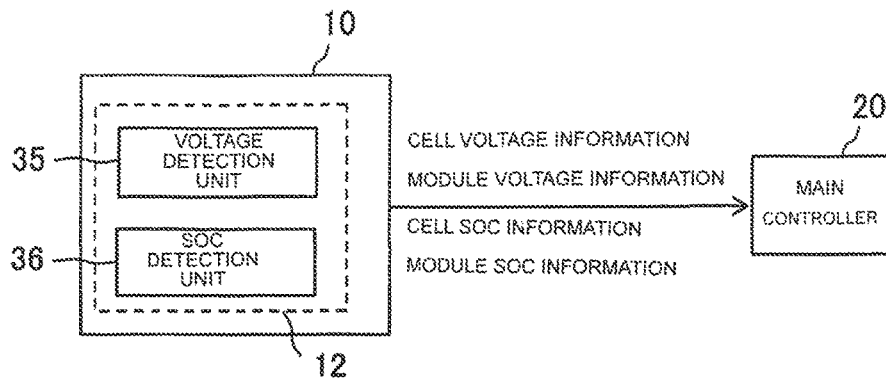 10
35
VOLTAGE
DETECTION
UNIT
36
SOC
DETECTION
UNIT
12
CELL VOLTAGE INFORMATION
MODULE VOLTAGE INFORMATION
CELL SOC INFORMATION
MODULE SOC INFORMATION
20
MAIN
CONTROLLER